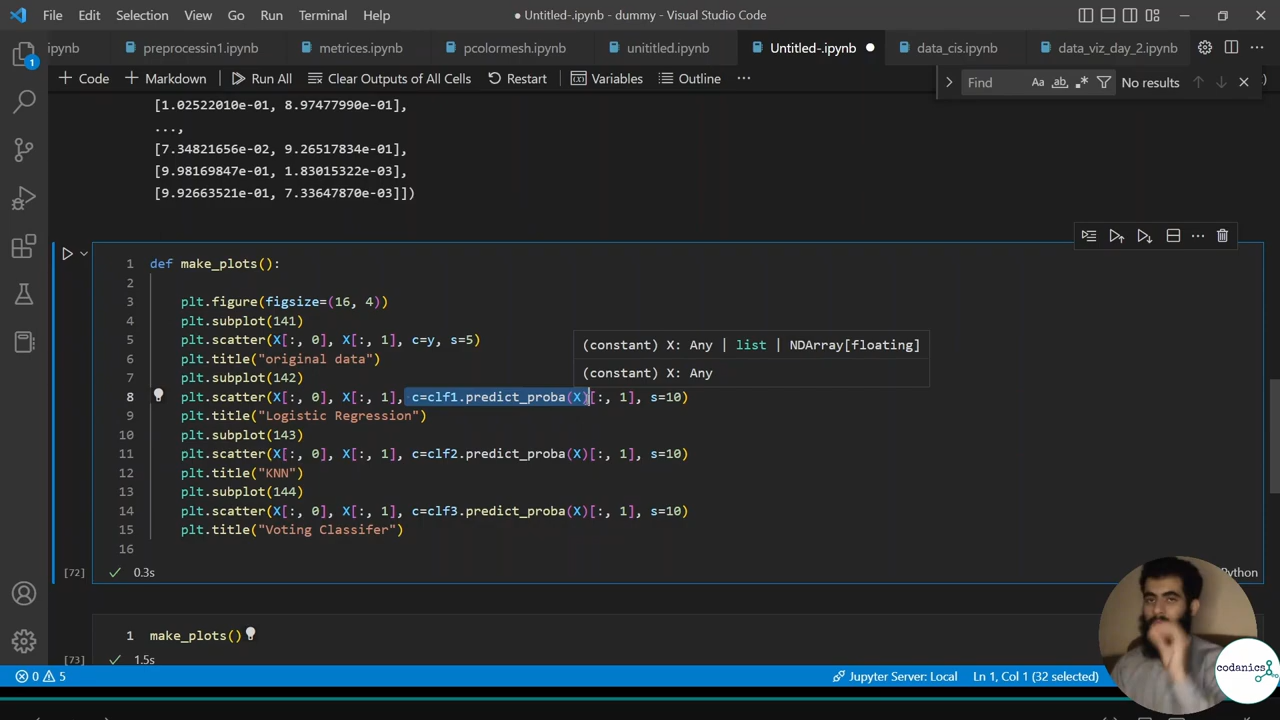 File Edit Selection View Go Run Terminal Help ● Untitled-.ipynb - dummy - Visual Studio Code
ipynb preprocessin1.ipynb metrices.ipynb pcolormesh.ipynb unititled.ipynb Untitled-.ipynb ● data_cis.ipynb data_viz_day_2.ipynb
+ Code + Markdown Run All Clear Outputs of All Cells Restart Variables Outline ...
Find Aa ab .* No results
1
[1.02522010e-01, 8.97477990e-01],
...,
[7.34821656e-02, 9.26517834e-01],
[9.98169847e-01, 1.83015322e-03],
[9.92663521e-01, 7.33647870e-03]])
1 def make_plots():
2
3 plt.figure(figsize=(16, 4))
4 plt.subplot(141)
5 plt.scatter(X[:, 0], X[:, 1], c=y, s=5)
(constant) X: Any | list | NDArray[floating]
6 plt.title("original data")
(constant) X: Any
7 plt.subplot(142)
8 plt.scatter(X[:, 0], X[:, 1], c=clf1.predict_proba(X)[:, 1], s=10)
9 plt.title("Logistic Regression")
10 plt.subplot(143)
11 plt.scatter(X[:, 0], X[:, 1], c=clf2.predict_proba(X)[:, 1], s=10)
12 plt.title("KNN")
13 plt.subplot(144)
14 plt.scatter(X[:, 0], X[:, 1], c=clf3.predict_proba(X)[:, 1], s=10)
15 plt.title("Voting Classifer")
16
[72] ✓ 0.3s Python
1 make_plots()
[73] ✓ 1.5s
codanics
0 5 Jupyter Server: Local Ln 1, Col 1 (32 selected)